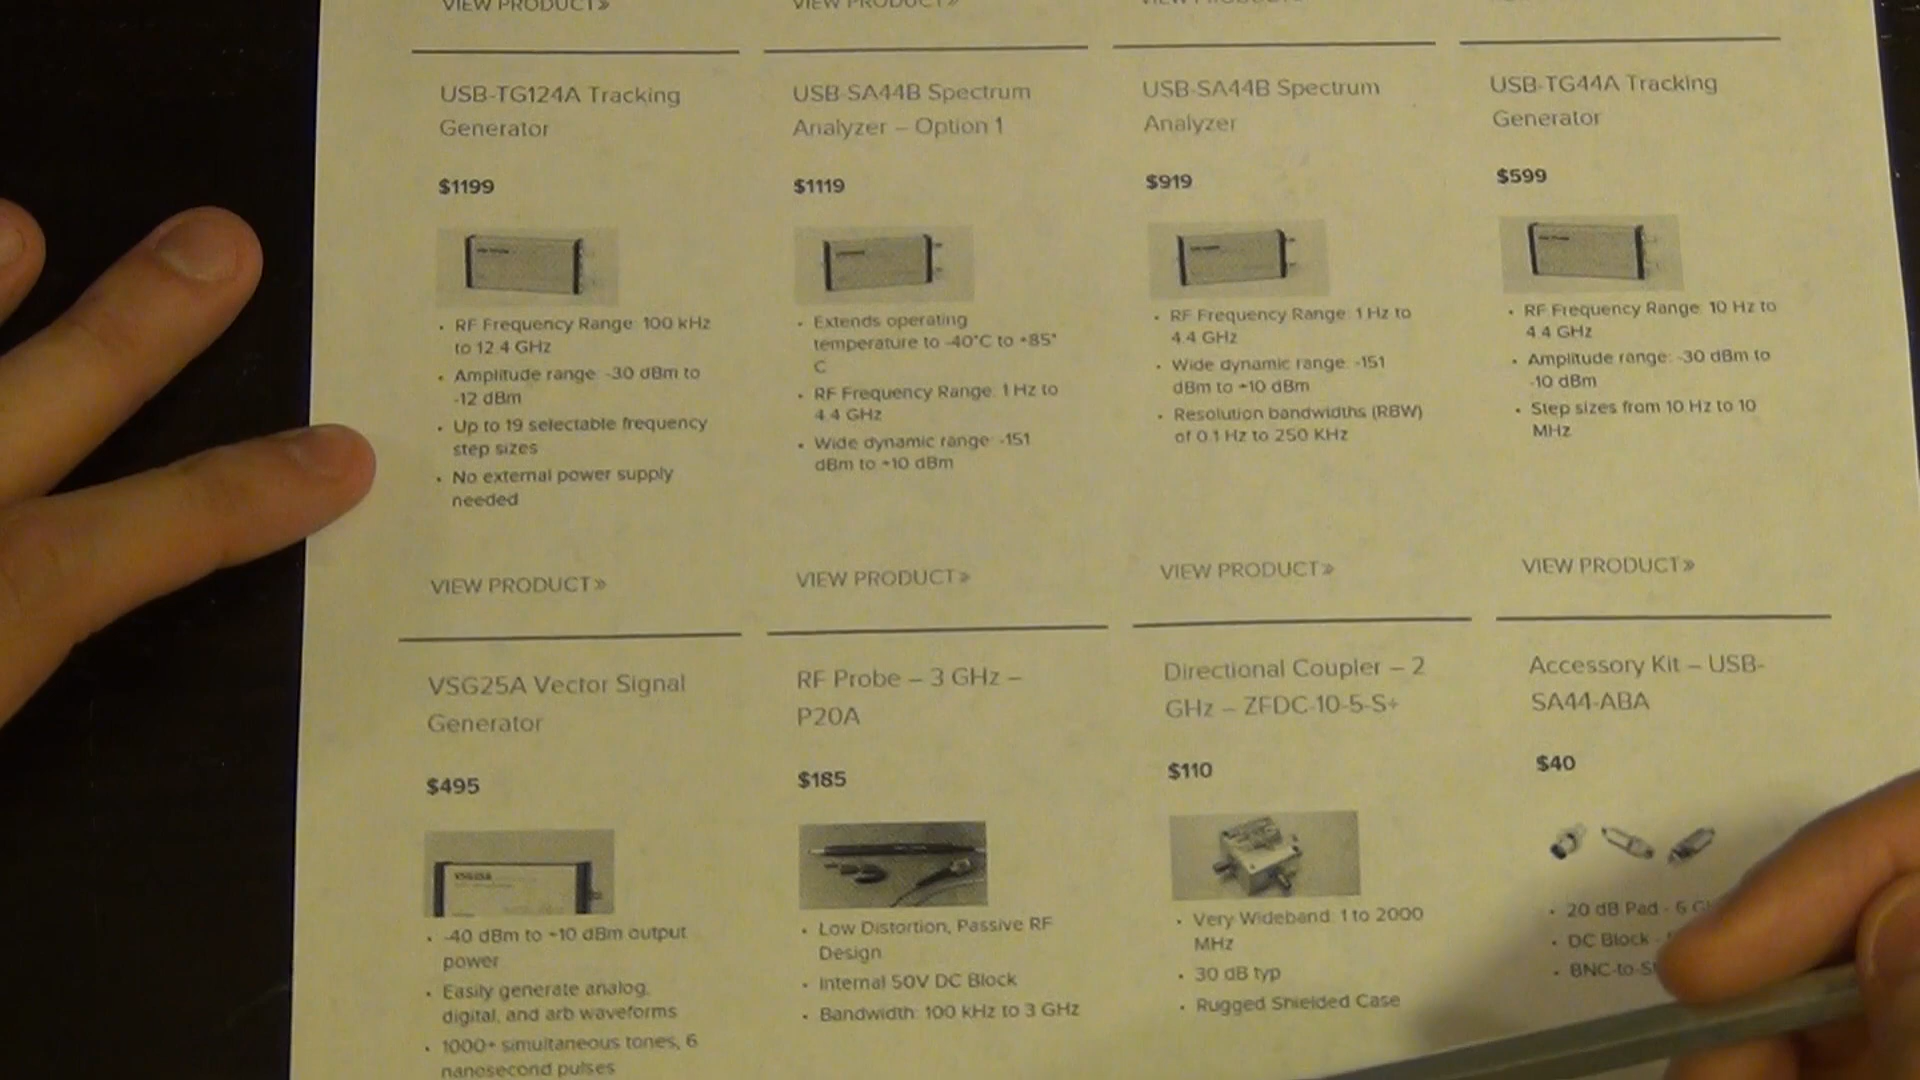 VIEW PRODUCT»
VIEW PRODUCT»
USB-TG124A Tracking
Generator
$1199
RF Frequency Range: 100 kHz
to 12.4 GHz
Amplitude range: -30 dBm to
-12 dBm
Up to 19 selectable frequency
step sizes
No external power supply
needed
VIEW PRODUCT»
USB-SA44B Spectrum
Analyzer – Option 1
$1119
Extends operating
temperature to -40°C to +85°
C
RF Frequency Range: 1 Hz to
4.4 GHz
Wide dynamic range: -151
dBm to +10 dBm
VIEW PRODUCT»
USB-SA44B Spectrum
Analyzer
$919
RF Frequency Range: 1 Hz to
4.4 GHz
Wide dynamic range: -151
dBm to +10 dBm
Resolution bandwidths (RBW)
of 0.1 Hz to 250 KHz
VIEW PRODUCT»
USB-TG44A Tracking
Generator
$599
RF Frequency Range: 10 Hz to
4.4 GHz
Amplitude range: -30 dBm to
-10 dBm
Step sizes from 10 Hz to 10
MHz
VIEW PRODUCT»
VSG25A Vector Signal
Generator
$495
VSG25A
-40 dBm to +10 dBm output
power
Easily generate analog,
digital, and arb waveforms
1000+ simultaneous tones, 6
nanosecond pulses
RF Probe – 3 GHz –
P20A
$185
Low Distortion, Passive RF
Design
Internal 50V DC Block
Bandwidth: 100 kHz to 3 GHz
Directional Coupler – 2
GHz – ZFDC-10-5-S+
$110
Very Wideband: 1 to 2000
MHz
30 dB typ
Rugged Shielded Case
Accessory Kit – USB-
SA44-ABA
$40
20 dB Pad - 6
DC Block -
BNC-to-